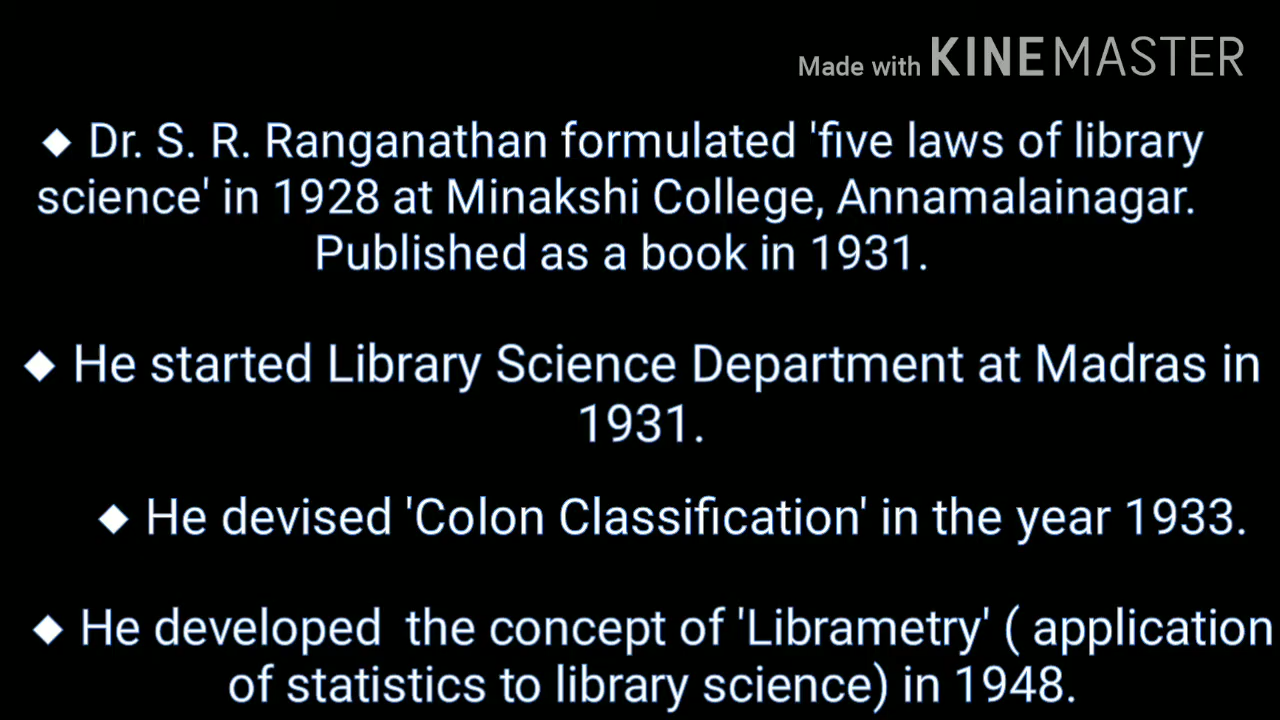 Made with KINEMASTER
◆ Dr. S. R. Ranganathan formulated 'five laws of library
science' in 1928 at Minakshi College, Annamalainagar.
Published as a book in 1931.
◆ He started Library Science Department at Madras in
1931.
◆ He devised 'Colon Classification' in the year 1933.
◆ He developed  the concept of 'Librametry' ( application
of statistics to library science) in 1948.